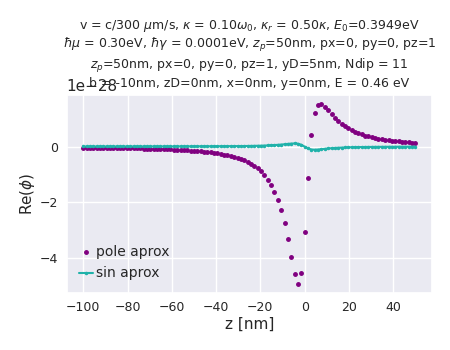 v = c/300 μm/s, κ = 0.10ω₀, κᵣ = 0.50κ, E₀=0.3949eV
ħμ = 0.30eV, ħγ = 0.0001eV, zₚ=50nm, px=0, py=0, pz=1
zₚ=50nm, px=0, py=0, pz=1, yD=5nm, Ndip = 11
-10nm, zD=0nm, x=0nm, y=0nm, E = 0.46 eV
1e−28
0
−2
−4
Re(ϕ)
pole aprox
sin aprox
−100 −80 −60 −40 −20 0 20 40
z [nm]